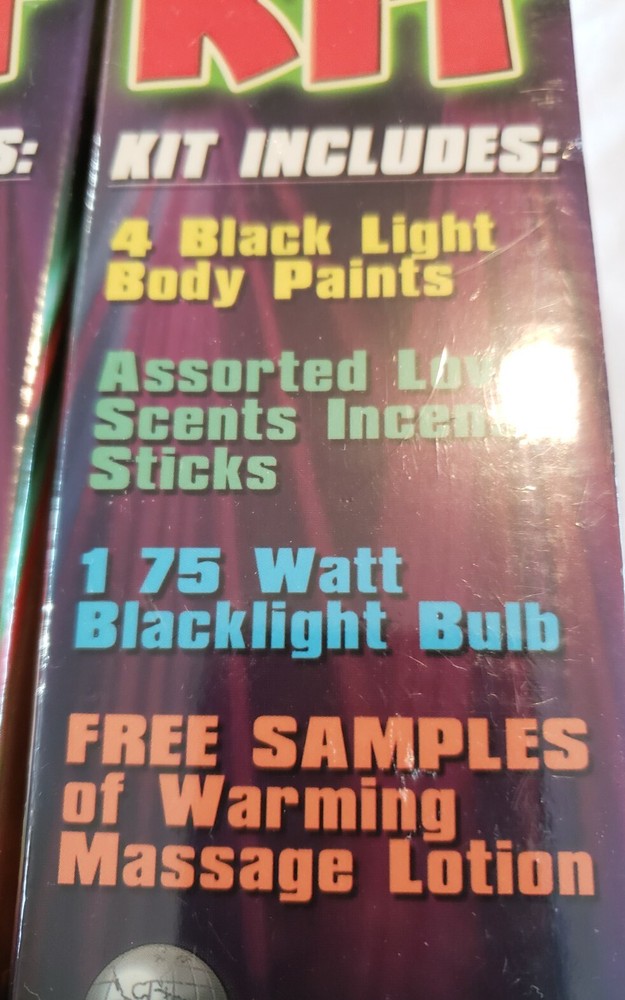 KIT
S:
KIT INCLUDES:
4 Black Light
Body Paints
Assorted
Scents
Sticks
1 75 Watt
Blacklight Bulb
FREE SAMPLES
of Warming
Massage Lotion